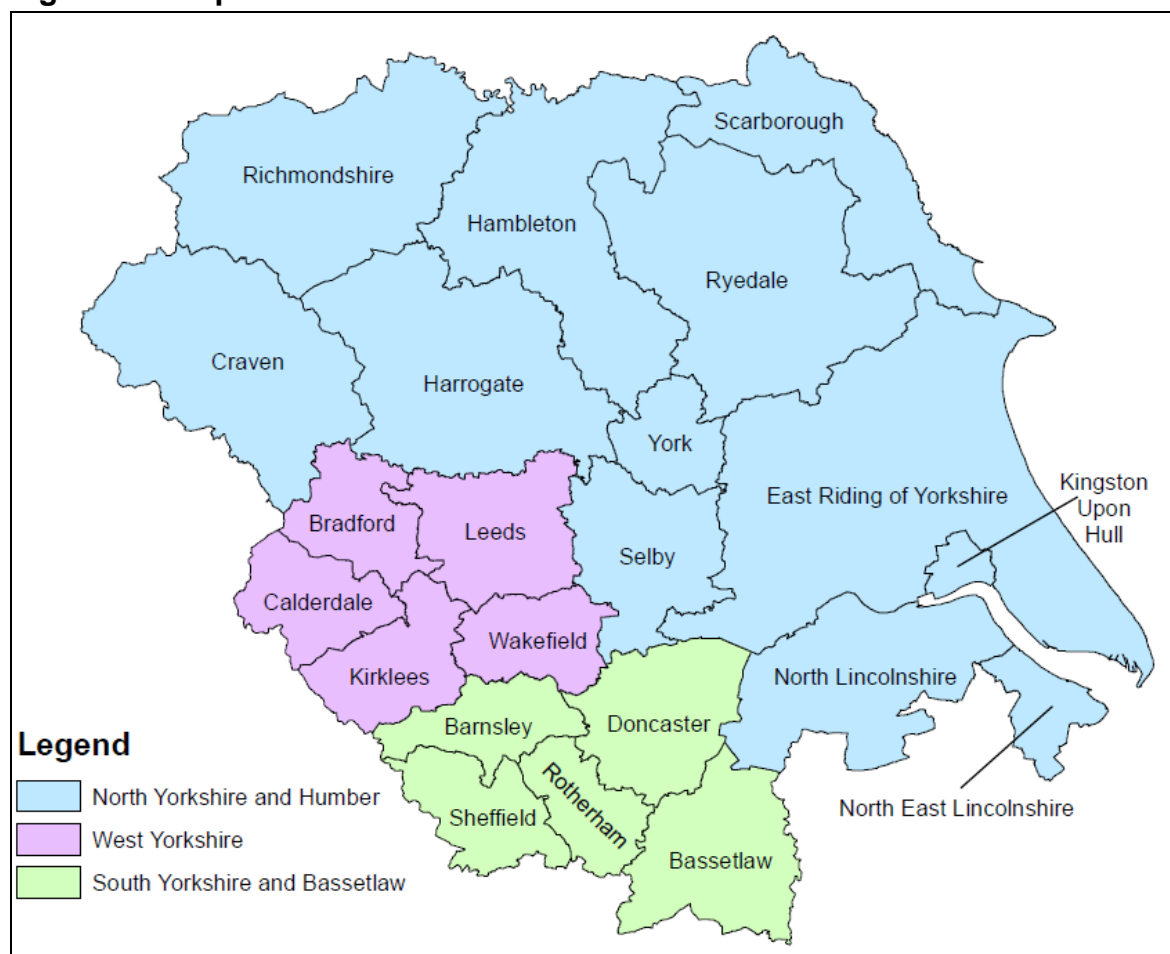 Scarborough
Richmondshire
Hambleton
Ryedale
Craven
Harrogate
York
East Riding of Yorkshire
Kingston
Upon
Hull
Bradford
Leeds
Selby
Calderdale
Wakefield
Kirklees
North Lincolnshire
Barnsley
Doncaster
Rotherham
Sheffield
North East Lincolnshire
Bassetlaw
Legend
North Yorkshire and Humber
West Yorkshire
South Yorkshire and Bassetlaw